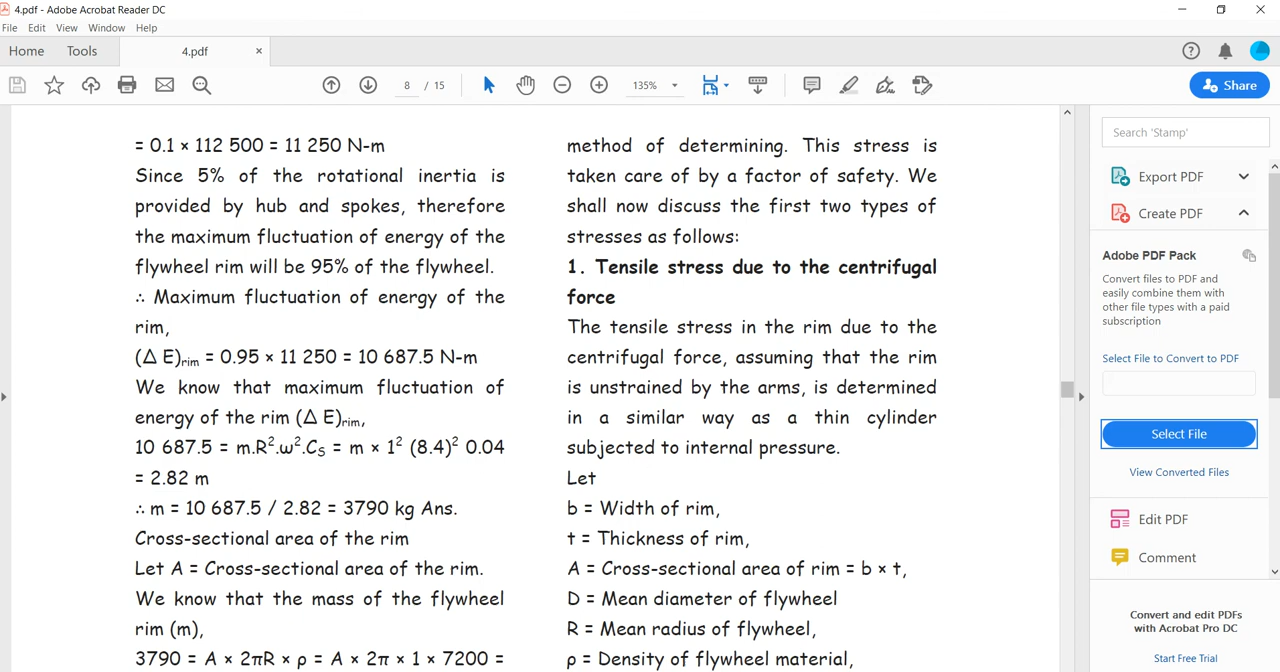 4.pdf - Adobe Acrobat Reader DC
File Edit View Window Help
Home Tools 4.pdf ×
8 / 15 135% Share
= 0.1 × 112 500 = 11 250 N-m
Since 5% of the rotational inertia is
provided by hub and spokes, therefore
the maximum fluctuation of energy of the
flywheel rim will be 95% of the flywheel.
∴ Maximum fluctuation of energy of the
rim,
(Δ E)rim = 0.95 × 11 250 = 10 687.5 N-m
We know that maximum fluctuation of
energy of the rim (Δ E)rim,
10 687.5 = m.R².ω².Cs = m × 1² (8.4)² 0.04
= 2.82 m
∴ m = 10 687.5 / 2.82 = 3790 kg Ans.
Cross-sectional area of the rim
Let A = Cross-sectional area of the rim.
We know that the mass of the flywheel
rim (m),
3790 = A × 2πR × ρ = A × 2π × 1 × 7200 =
method of determining. This stress is
taken care of by a factor of safety. We
shall now discuss the first two types of
stresses as follows:
1. Tensile stress due to the centrifugal
force
The tensile stress in the rim due to the
centrifugal force, assuming that the rim
is unstrained by the arms, is determined
in a similar way as a thin cylinder
subjected to internal pressure.
Let
b = Width of rim,
t = Thickness of rim,
A = Cross-sectional area of rim = b × t,
D = Mean diameter of flywheel
R = Mean radius of flywheel,
ρ = Density of flywheel material,
Search 'Stamp'
Export PDF
Create PDF
Adobe PDF Pack
Convert files to PDF and
easily combine them with
other file types with a paid
subscription
Select File to Convert to PDF
Select File
View Converted Files
Edit PDF
Comment
Convert and edit PDFs
with Acrobat Pro DC
Start Free Trial